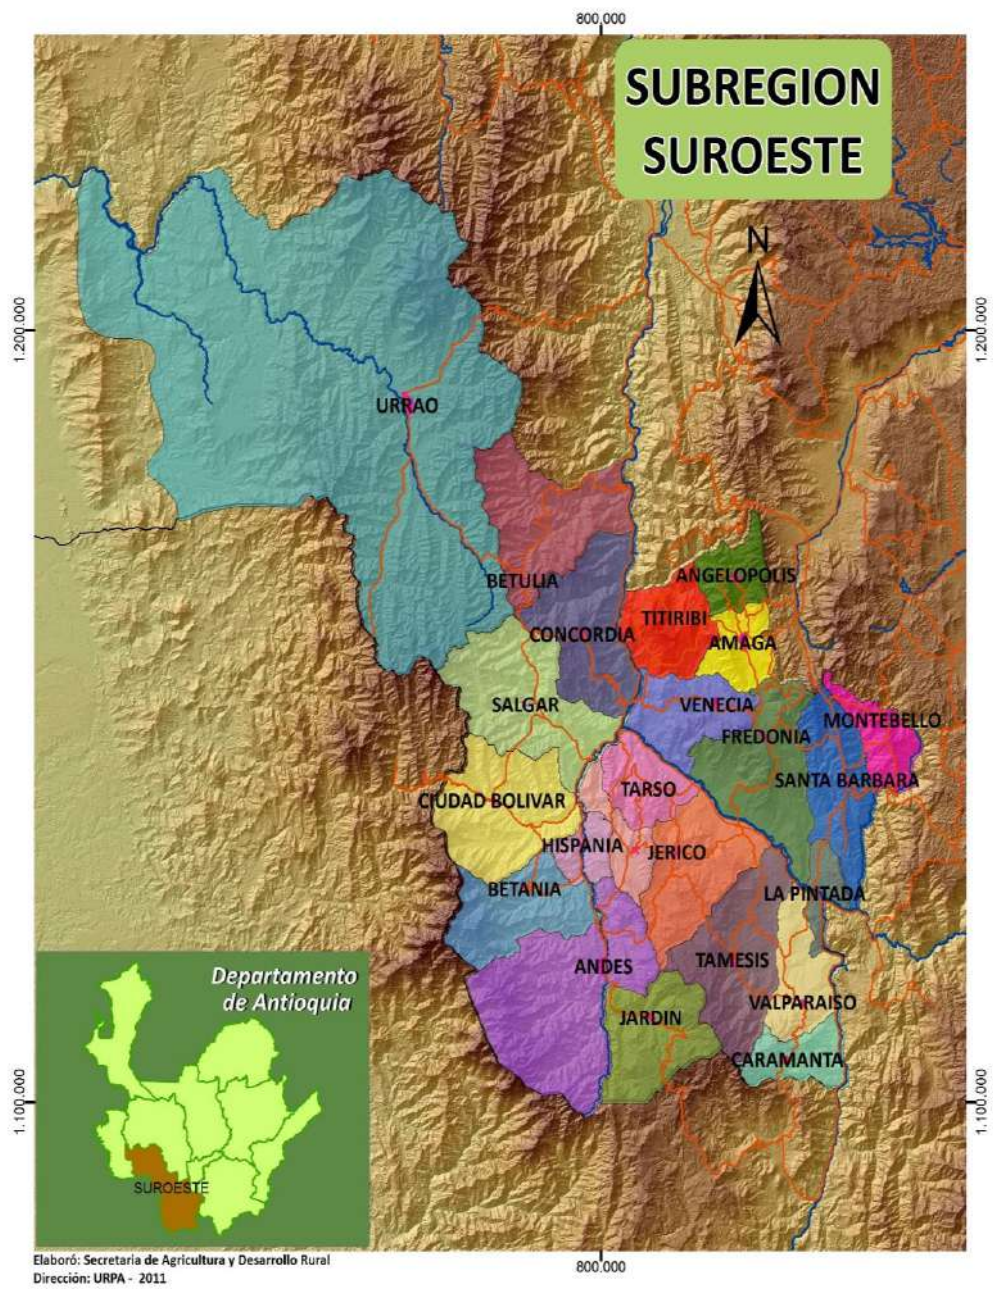 800.000
SUBREGION
SUROESTE
N
1.200.000
1.200.000
URRAO
BETULIA
ANGELOPOLIS
TITIRIBI
CONCORDIA
AMAGA
SALGAR
VENECIA
MONTEBELLO
FREDONIA
SANTA BARBARA
TARSO
CIUDAD BOLIVAR
HISPANIA
JERICO
BETANIA
LA PINTADA
ANDES
TAMESIS
VALPARAISO
JARDIN
CARAMANTA
Departamento
de Antioquia
1.100.000
1.100.000
SUROESTE
Elaboró: Secretaria de Agricultura y Desarrollo Rural
Dirección: URPA - 2011
800.000